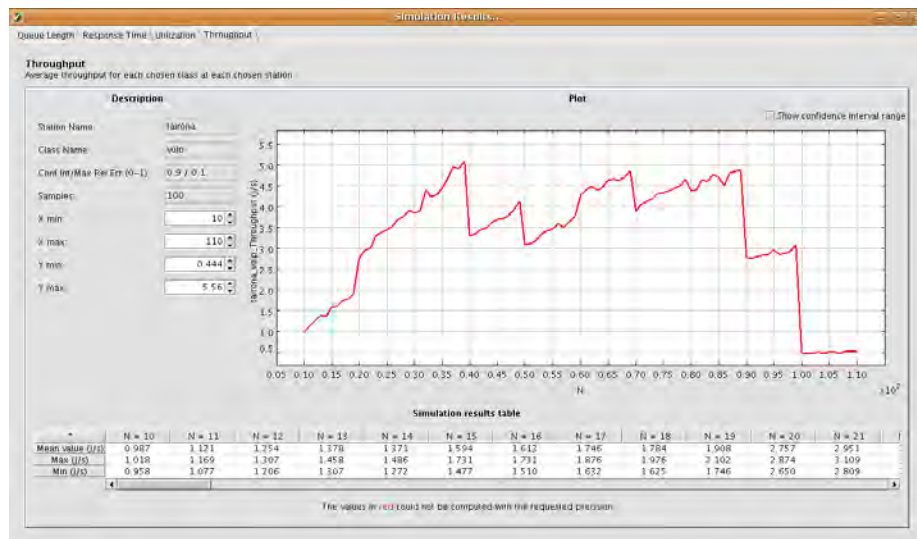 Simulation Results...
Queue Length Response Time Utilization Throughput
Throughput
Average throughput for each chosen class at each chosen station
Description
Station Name:
tairona
Class Name:
voip
Conf.Int/Max Rel.Err (0-1):
0.9 / 0.1
Samples:
100
X min:
10
X max:
110
Y min:
0.444
Y max:
5.56
Plot
Show confidence interval range
tairona_voip_Throughput (j/s)
5.5
5.0
4.5
4.0
3.5
3.0
2.5
2.0
1.5
1.0
0.5
0.05 0.10 0.15 0.20 0.25 0.30 0.35 0.40 0.45 0.50 0.55 0.60 0.65 0.70 0.75 0.80 0.85 0.90 0.95 1.00 1.05 1.10
N
x10²
Simulation results table
* N = 10 N = 11 N = 12 N = 13 N = 14 N = 15 N = 16 N = 17 N = 18 N = 19 N = 20 N = 21
Mean value (j/s) 0.987 1.121 1.254 1.378 1.371 1.594 1.612 1.746 1.784 1.908 2.757 2.951
Max (j/s) 1.018 1.169 1.307 1.458 1.486 1.731 1.731 1.876 1.976 2.102 2.874 3.109
Min (j/s) 0.958 1.077 1.206 1.307 1.272 1.477 1.510 1.632 1.625 1.746 2.650 2.809
The values in red could not be computed with the requested precision